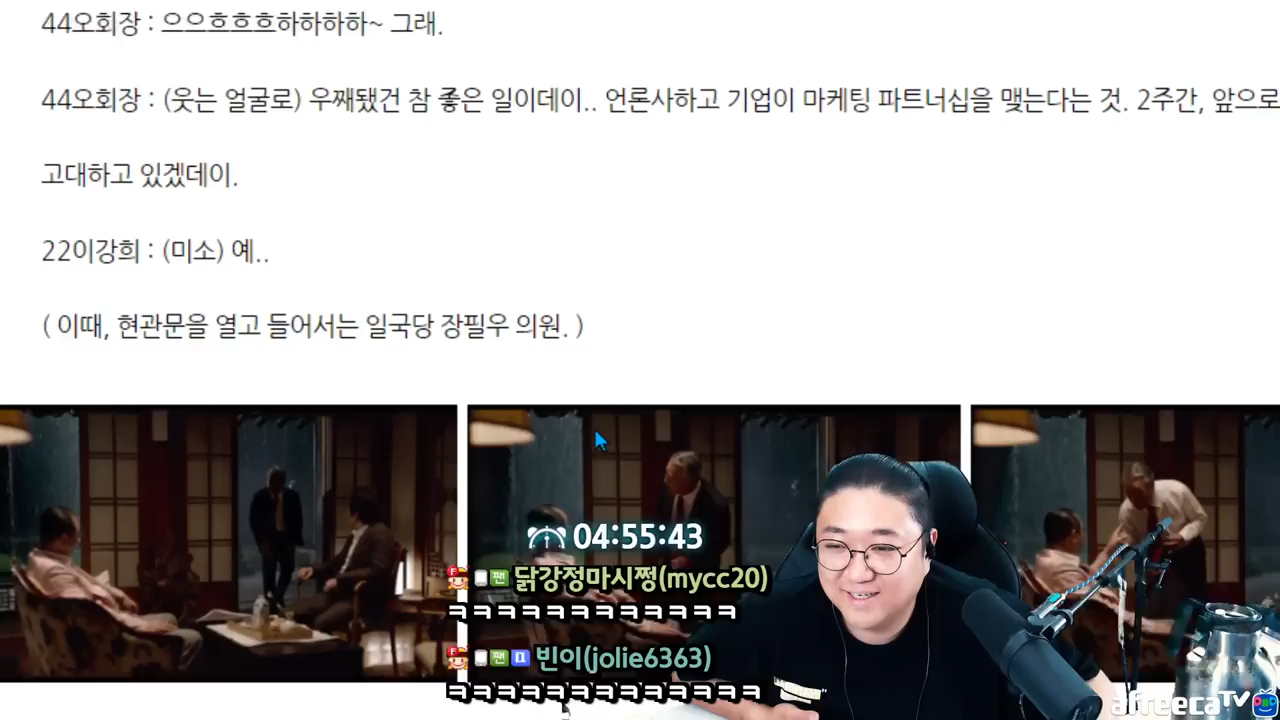 44오회장 : 으으흐흐흐하하하하~ 그래.
44오회장 : (웃는 얼굴로) 우째됐건 참 좋은 일이데이.. 언론사하고 기업이 마케팅 파트너십을 맺는다는 것. 2주간, 앞으로
고대하고 있겠데이.
22이강희 : (미소) 예..
( 이때, 현관문을 열고 들어서는 일국당 장필우 의원. )
04:55:43
F 팬 닭강정마시쩡(mycc20)
ㅋㅋㅋㅋㅋㅋㅋㅋㅋㅋㅋㅋ
F 팬 빈이(jolie6363)
ㅋㅋㅋㅋㅋㅋㅋㅋㅋㅋㅋㅋㅋ
afreecaTV